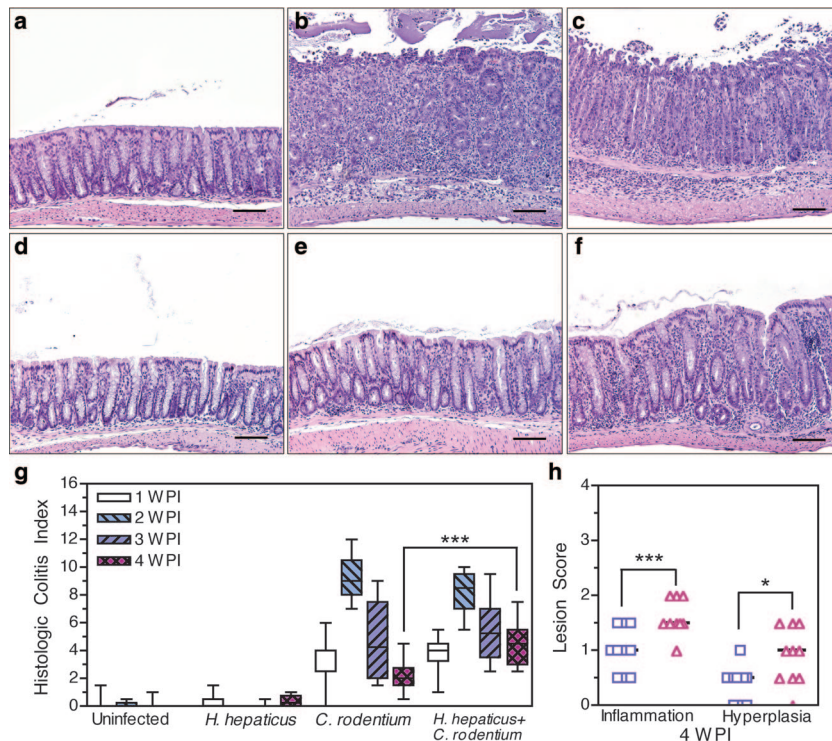 a
b
c
d
e
f
g
Histologic Colitis Index
16
14
12
10
8
6
4
2
0
1 WPI
2 WPI
3 WPI
4 WPI
***
Uninfected
H. hepaticus
C. rodentium
H. hepaticus+
C. rodentium
h
Lesion Score
4
3
2
1
0
***
*
Inflammation
Hyperplasia
4 WPI